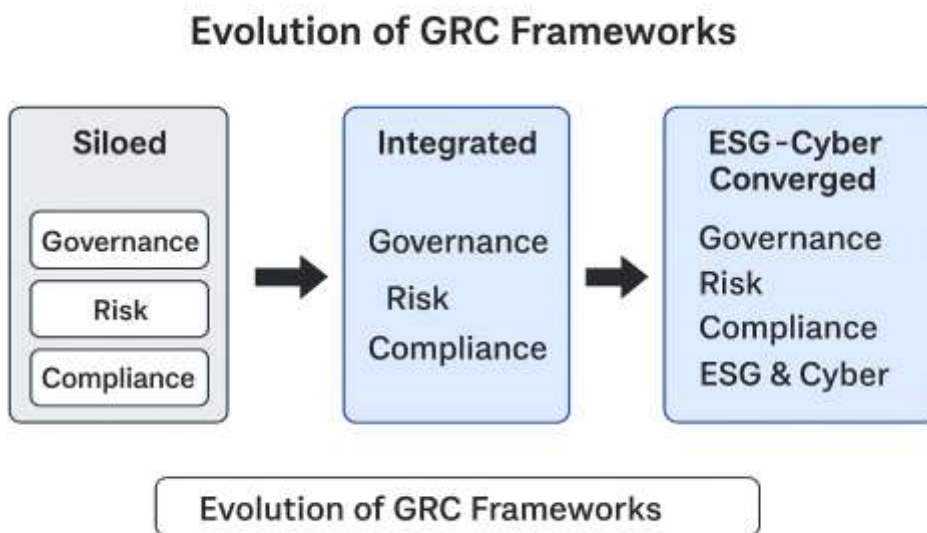 Evolution of GRC Frameworks
Siloed
Governance
Risk
Compliance
Integrated
Governance
Risk
Compliance
ESG-Cyber
Converged
Governance
Risk
Compliance
ESG & Cyber
Evolution of GRC Frameworks